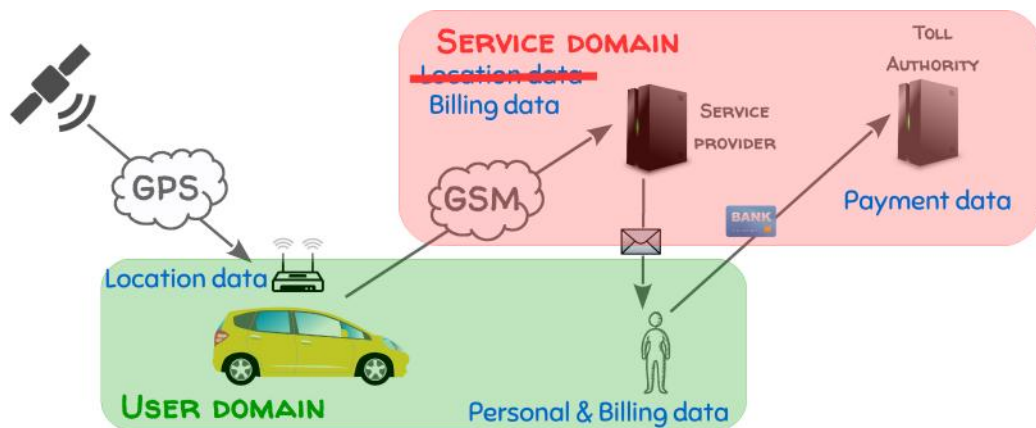 SERVICE DOMAIN
Location data
Billing data
TOLL
AUTHORITY
SERVICE
PROVIDER
GPS
GSM
BANK
Payment data
Location data
USER DOMAIN
Personal & Billing data